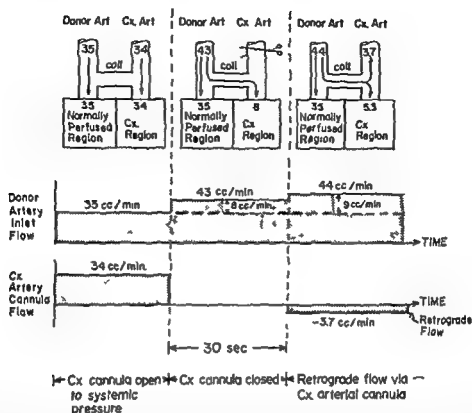 Donor Art Cx. Art
35 34
coll
35 34
Normally Perfused Region
Cx Region
Donor Art Cx. Art
43
coll
35 8
Normally Perfused Region
Cx Region
Donor Art Cx. Art
44 3.7
coll
35 5.3
Normally Perfused Region
Cx. Region
Donor Artery Inlet Flow
35 cc/min
43 cc/min
8 cc/min.
44 cc/min
9 cc/min
TIME
Cx Artery Cannula Flow
34 cc/min.
TIME
Retrograde Flow
-3.7 cc/min
30 sec
Cx cannula open to systemic pressure
Cx cannula closed
Retrograde flow via Cx arterial cannula